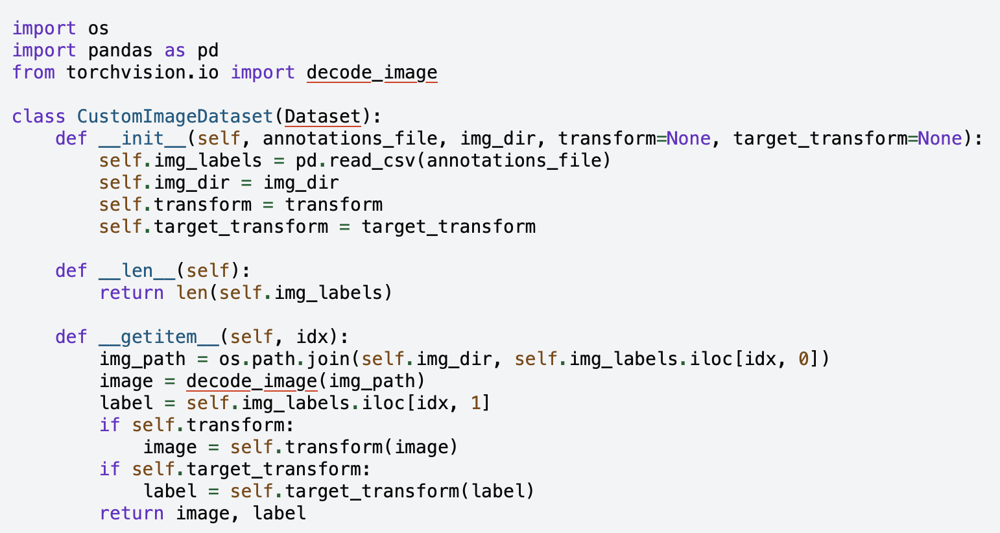 import os
import pandas as pd
from torchvision.io import decode_image

class CustomImageDataset(Dataset):
    def __init__(self, annotations_file, img_dir, transform=None, target_transform=None):
        self.img_labels = pd.read_csv(annotations_file)
        self.img_dir = img_dir
        self.transform = transform
        self.target_transform = target_transform

    def __len__(self):
        return len(self.img_labels)

    def __getitem__(self, idx):
        img_path = os.path.join(self.img_dir, self.img_labels.iloc[idx, 0])
        image = decode_image(img_path)
        label = self.img_labels.iloc[idx, 1]
        if self.transform:
            image = self.transform(image)
        if self.target_transform:
            label = self.target_transform(label)
        return image, label